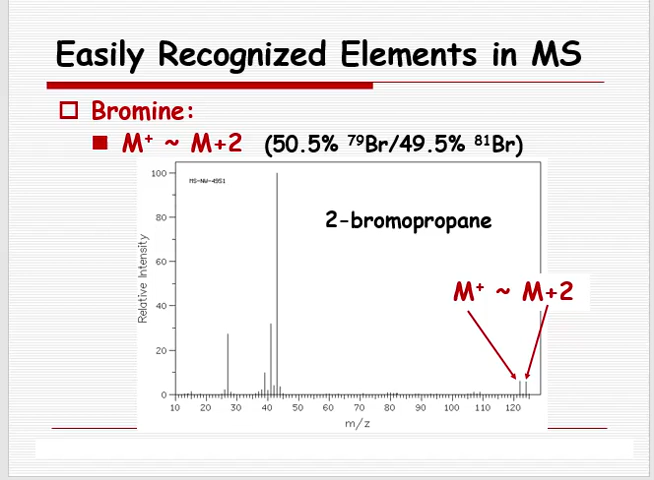 Easily Recognized Elements in MS
Bromine:
M⁺ ~ M+2 (50.5% ⁷⁹Br/49.5% ⁸¹Br)
MS-NW-4951
2-bromopropane
M⁺ ~ M+2
Relative Intensity
100
80
60
40
20
0
10 20 30 40 50 60 70 80 90 100 110 120
m/z